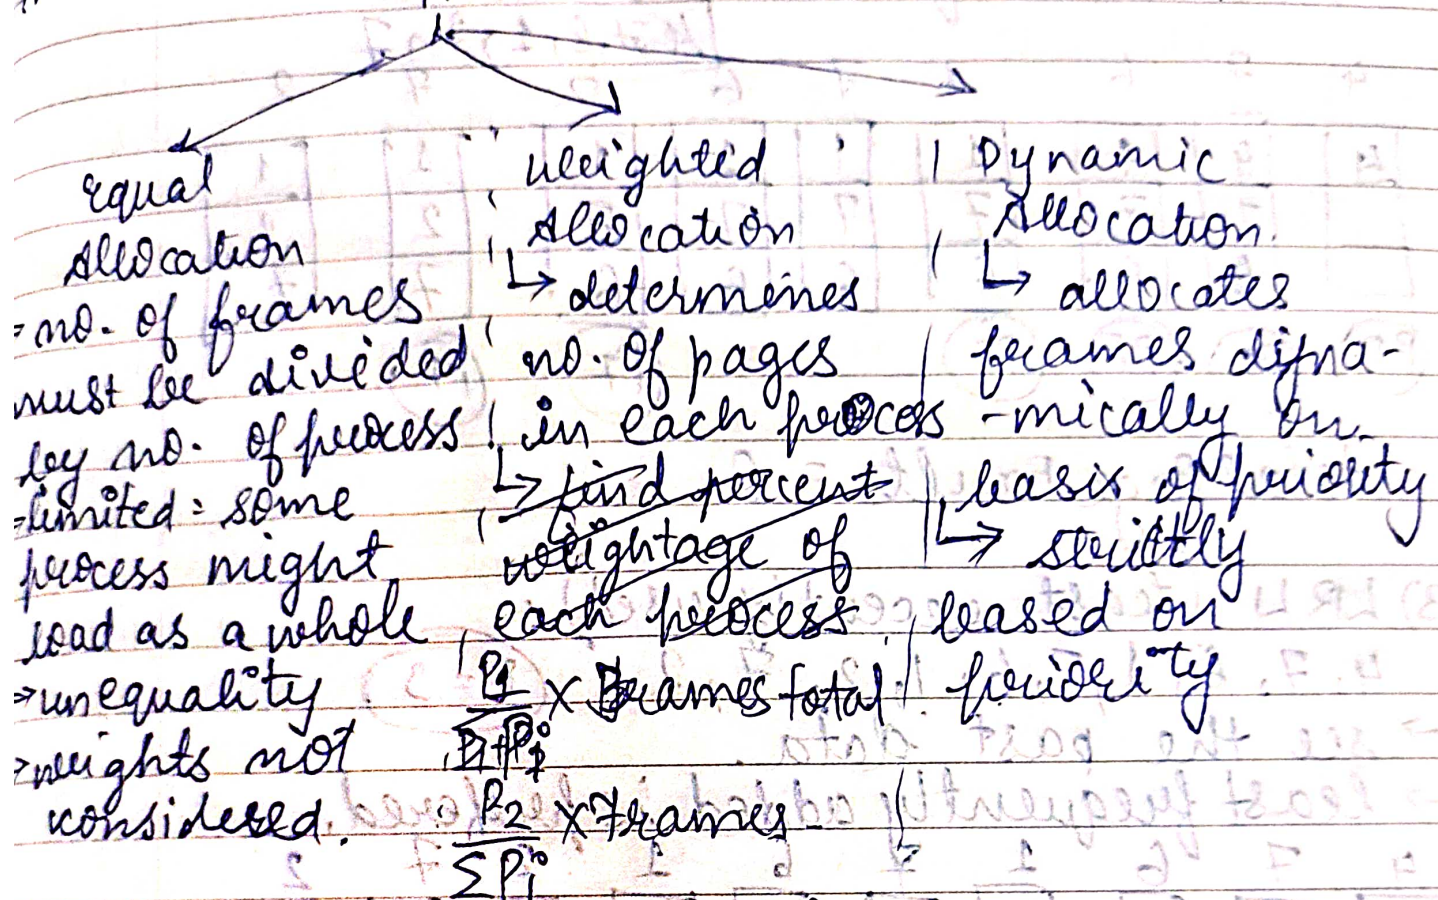 Equal
Allocation
→ no. of frames
must be divided
by no. of process
→ limited: some
process might
load as a whole
→ unequality
→ weights not
considered.
Weighted
Allocation
↳ determines
no. of pages
in each process
↳ find percent
weightage of
each process
P1 / ΣPi × Frames total
P2 / ΣPi × Frames
Dynamic
Allocation.
↳ allocates
frames dyna-
-mically on
basis of priority
↳ strictly
based on
priority